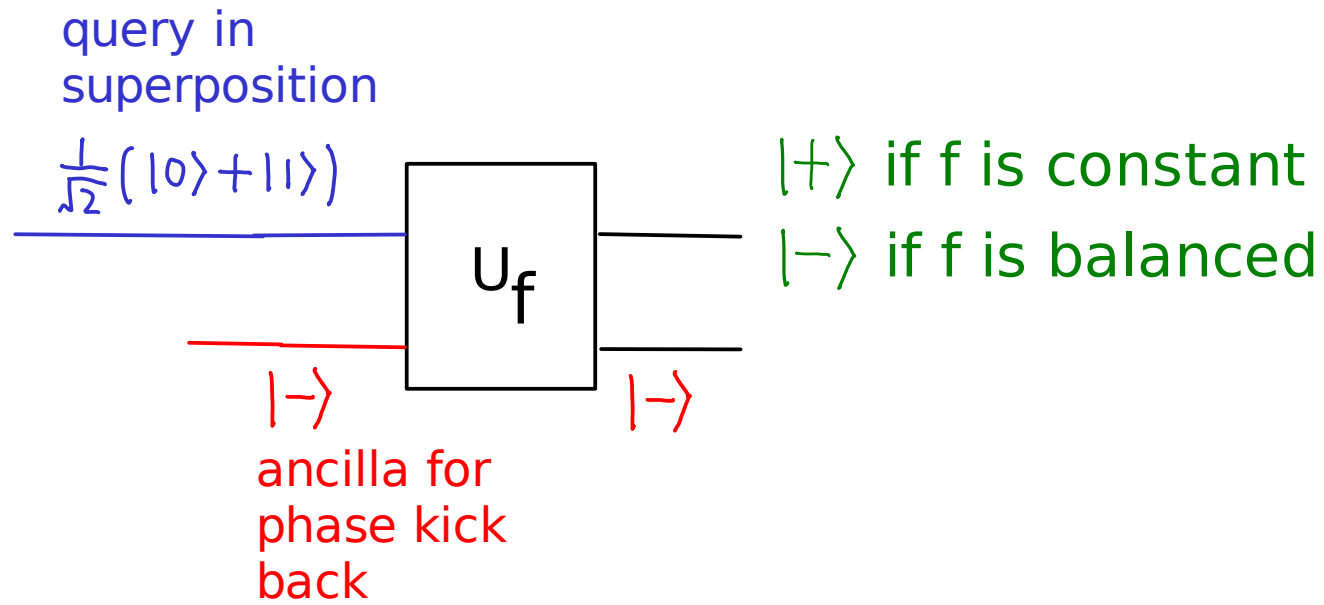 query in
superposition
1/√2 (|0⟩+|1⟩)
|+⟩ if f is constant
|−⟩ if f is balanced
U_f
|−⟩
|−⟩
ancilla for
phase kick
back